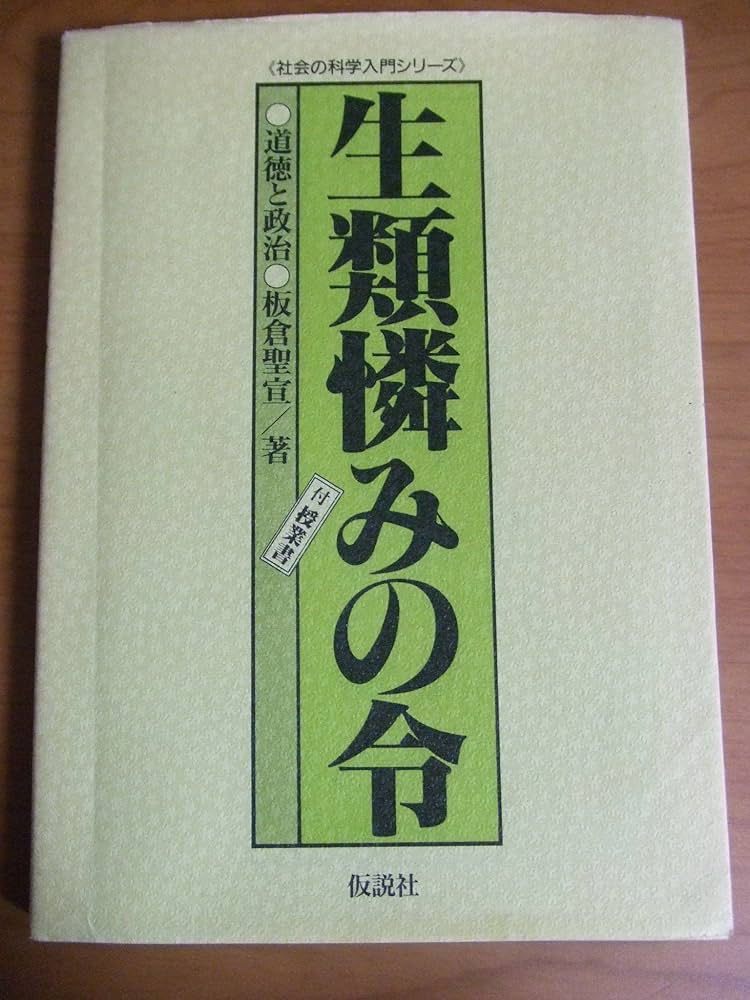 《社会の科学入門シリーズ》
生類憐みの令
●道徳と政治●板倉聖宣／著
付 授業書
仮説社